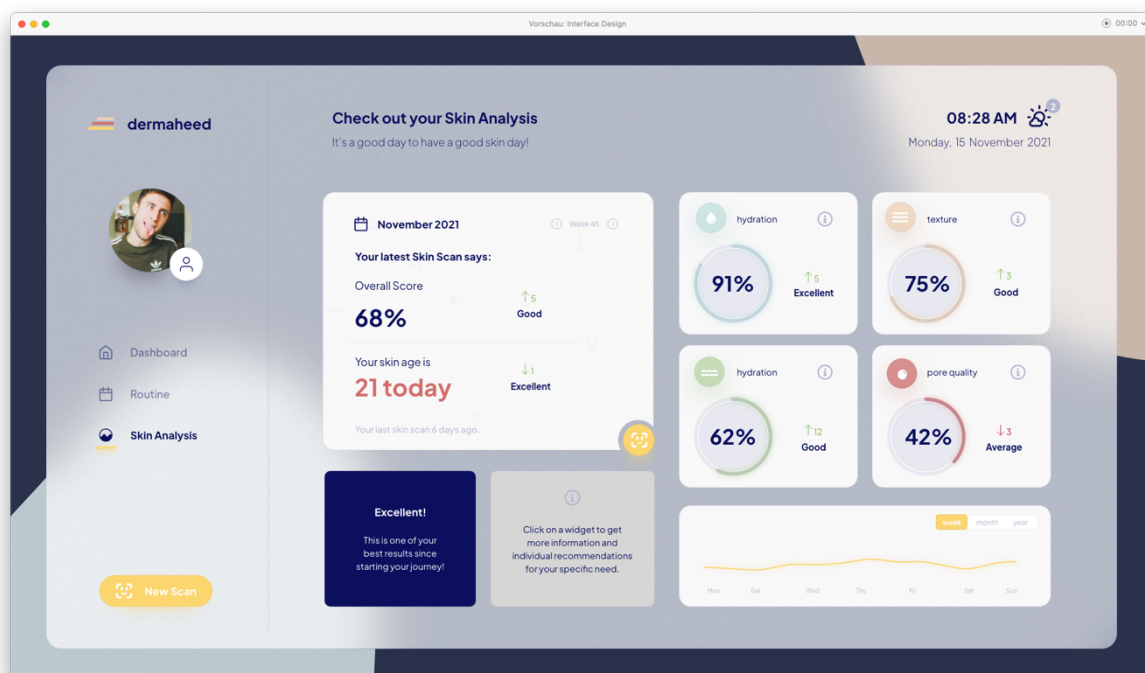 Vorschau: Interface Design
00:00
dermaheed
Check out your Skin Analysis
It's a good day to have a good skin day!
08:28 AM
2
Monday, 15 November 2021
Dashboard
Routine
Skin Analysis
New Scan
November 2021
Week 45
Your latest Skin Scan says:
Overall Score
68%
↑5
Good
Your skin age is
21 today
↓1
Excellent
Your last skin scan 6 days ago.
Excellent!
This is one of your
best results since
starting your journey!
Click on a widget to get
more information and
individual recommendations
for your specific need.
hydration
91%
↑5
Excellent
texture
75%
↑3
Good
hydration
62%
↑12
Good
pore quality
42%
↓3
Average
week month year
Mon Tue Wed Thu Fri Sat Sun